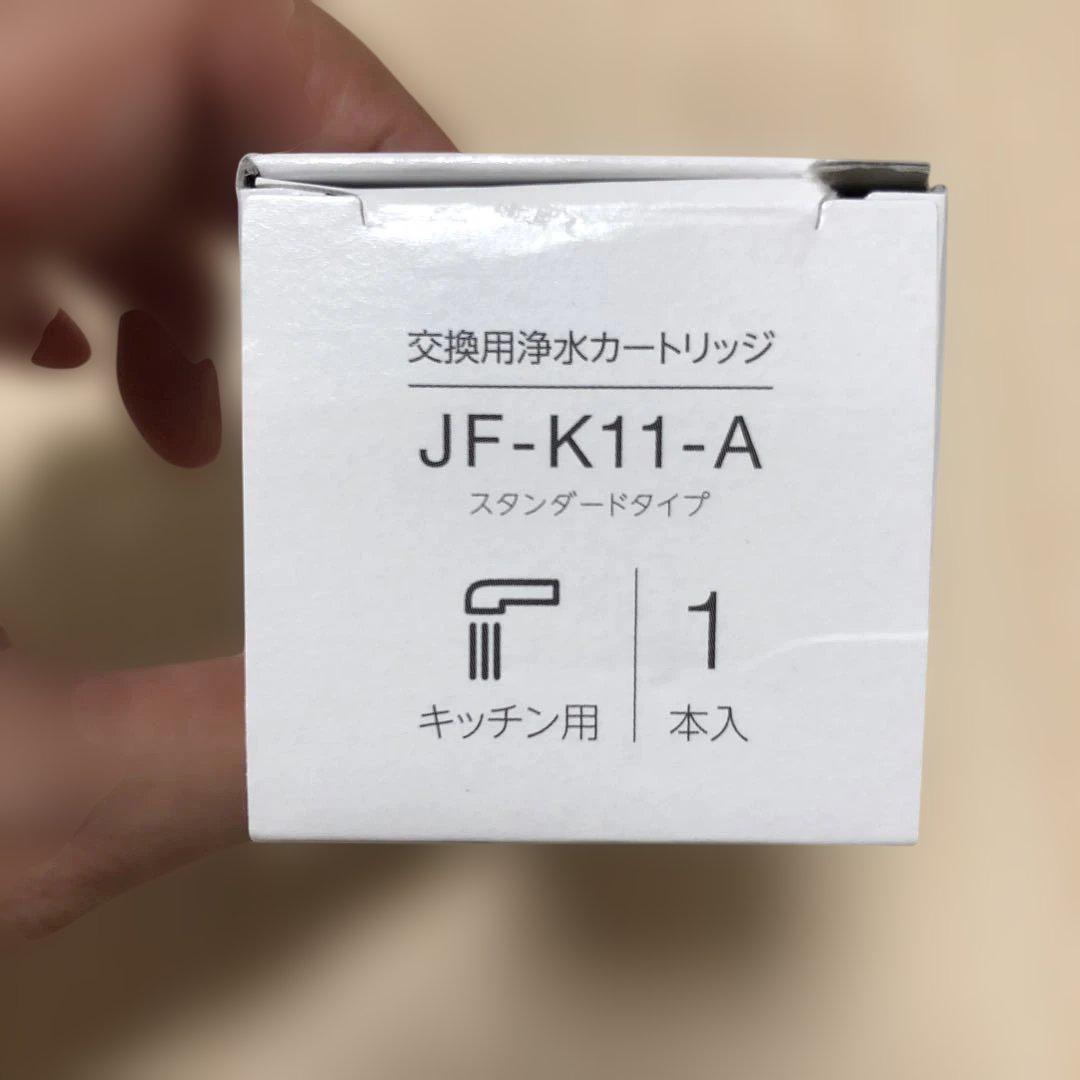 交換用浄水カートリッジ
JF-K11-A
スタンダードタイプ
キッチン用
1
本入